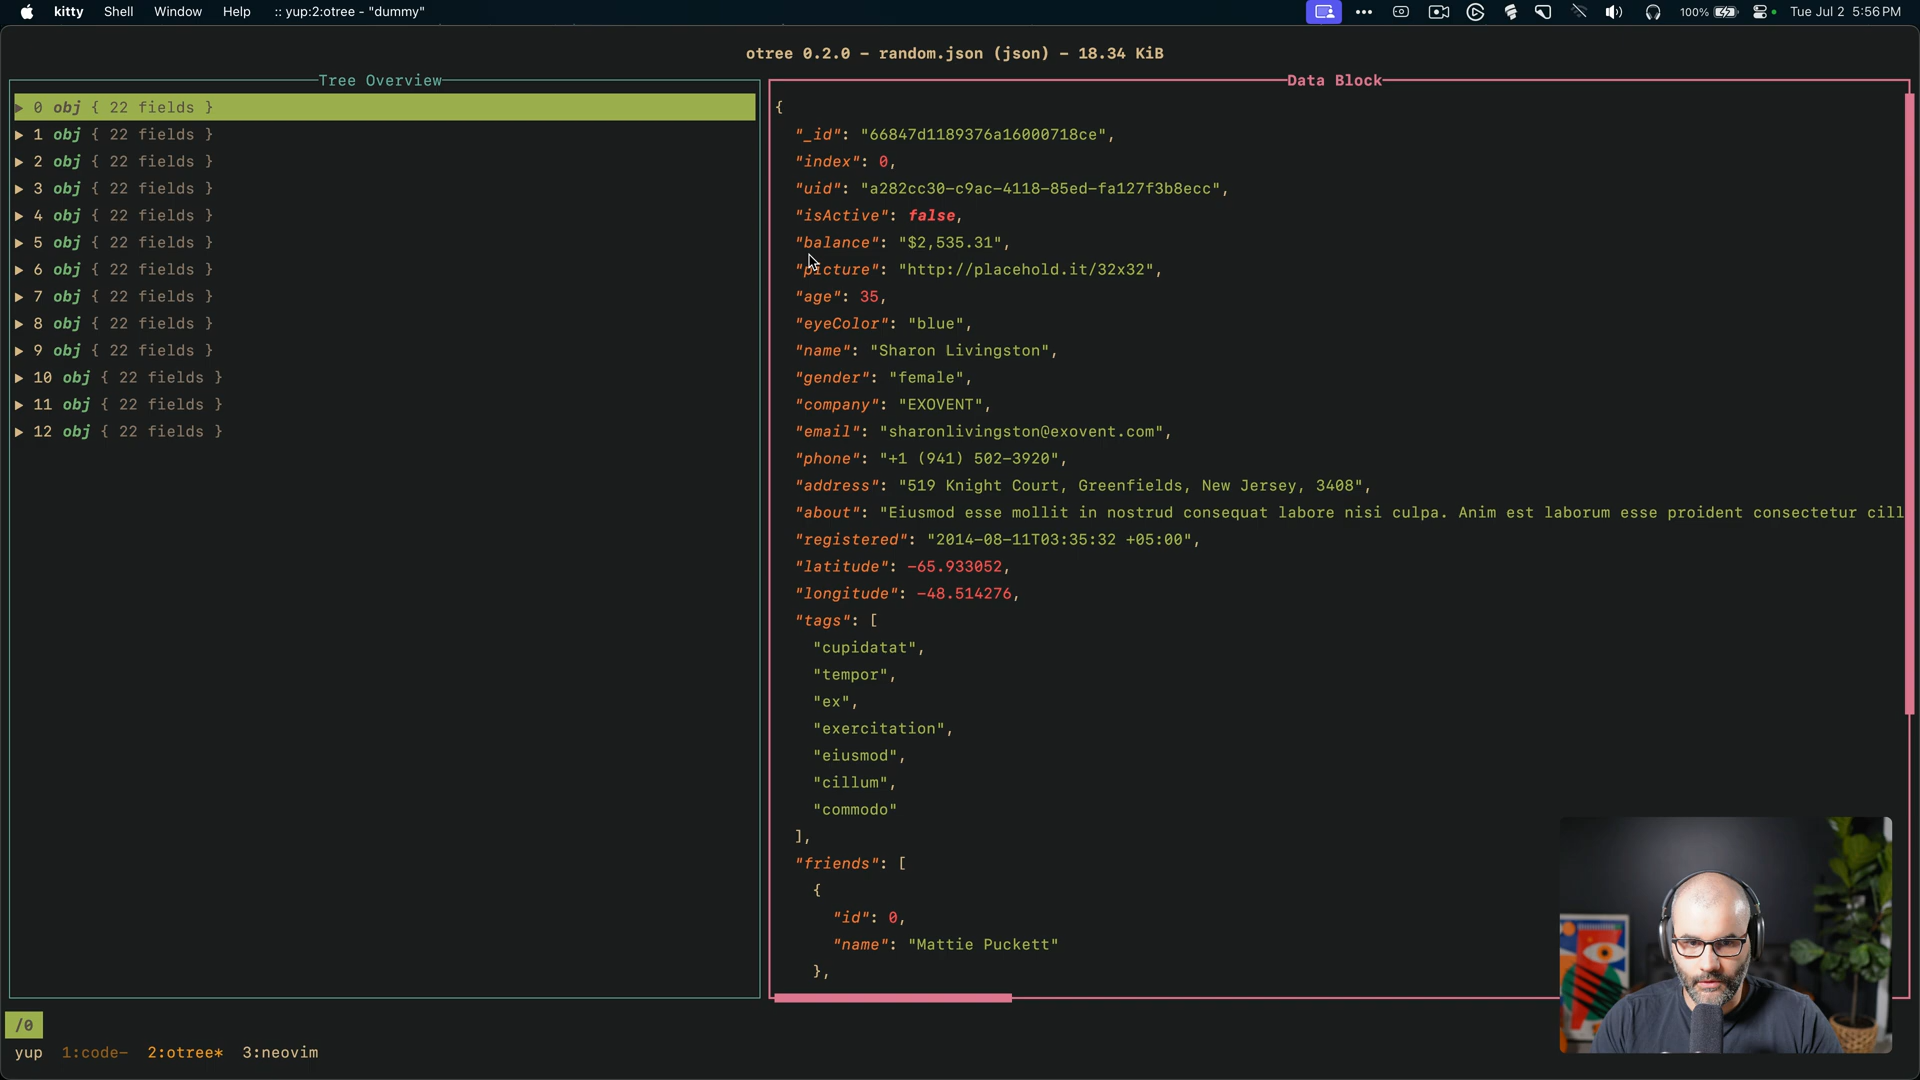 kitty Shell Window Help :: yup:2:otree - "dummy" 100% Tue Jul 2 5:56 PM
otree 0.2.0 - random.json (json) - 18.34 KiB
Tree Overview
▶ 0 obj { 22 fields }
▶ 1 obj { 22 fields }
▶ 2 obj { 22 fields }
▶ 3 obj { 22 fields }
▶ 4 obj { 22 fields }
▶ 5 obj { 22 fields }
▶ 6 obj { 22 fields }
▶ 7 obj { 22 fields }
▶ 8 obj { 22 fields }
▶ 9 obj { 22 fields }
▶ 10 obj { 22 fields }
▶ 11 obj { 22 fields }
▶ 12 obj { 22 fields }
Data Block
{
"_id": "66847d1189376a16000718ce",
"index": 0,
"uid": "a282cc30-c9ac-4118-85ed-fa127f3b8ecc",
"isActive": false,
"balance": "$2,535.31",
"picture": "http://placehold.it/32x32",
"age": 35,
"eyeColor": "blue",
"name": "Sharon Livingston",
"gender": "female",
"company": "EXOVENT",
"email": "sharonlivingston@exovent.com",
"phone": "+1 (941) 502-3920",
"address": "519 Knight Court, Greenfields, New Jersey, 3408",
"about": "Eiusmod esse mollit in nostrud consequat labore nisi culpa. Anim est laborum esse proident consectetur cill
"registered": "2014-08-11T03:35:32 +05:00",
"latitude": -65.933052,
"longitude": -48.514276,
"tags": [
"cupidatat",
"tempor",
"ex",
"exercitation",
"eiusmod",
"cillum",
"commodo"
],
"friends": [
{
"id": 0,
"name": "Mattie Puckett"
},
/0
yup 1:code- 2:otree* 3:neovim